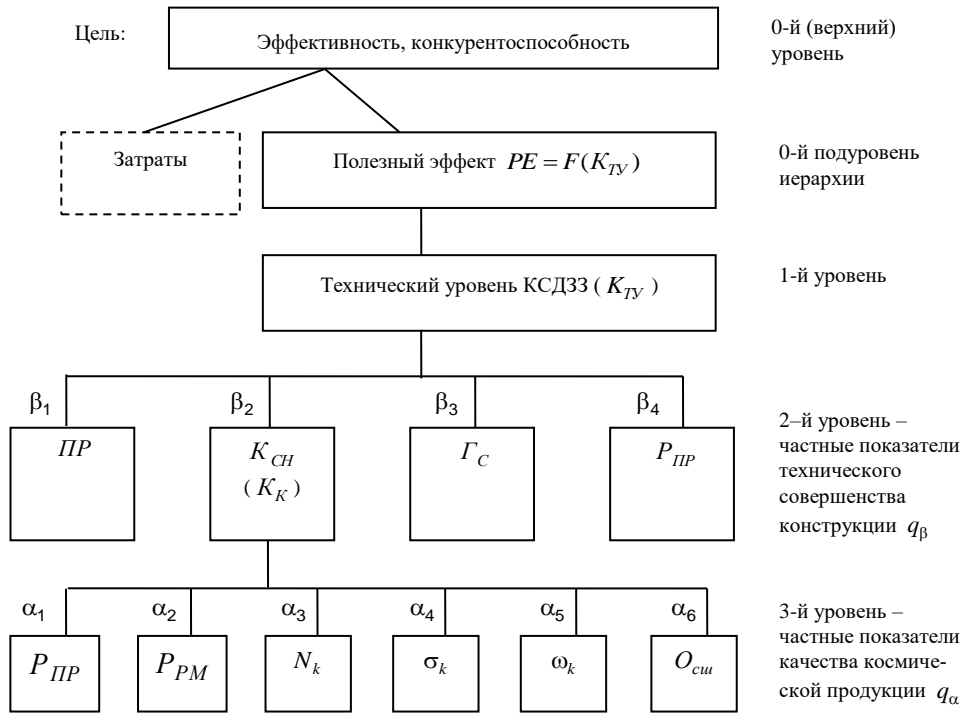 Цель:
Эффективность, конкурентоспособность
0-й (верхний)
уровень
Затраты
Полезный эффект PE = F(K_ТУ)
0-й подуровень
иерархии
Технический уровень КСДЗЗ ( K_ТУ )
1-й уровень
β1 β2 β3 β4
ПР
K_СН
( K_К )
Г_С
P_ПР
2–й уровень –
частные показатели
технического
совершенства
конструкции q_β
α1 α2 α3 α4 α5 α6
P_ПР P_РМ N_k σ_k ω_k O_сш
3-й уровень –
частные показатели
качества космиче-
ской продукции q_α